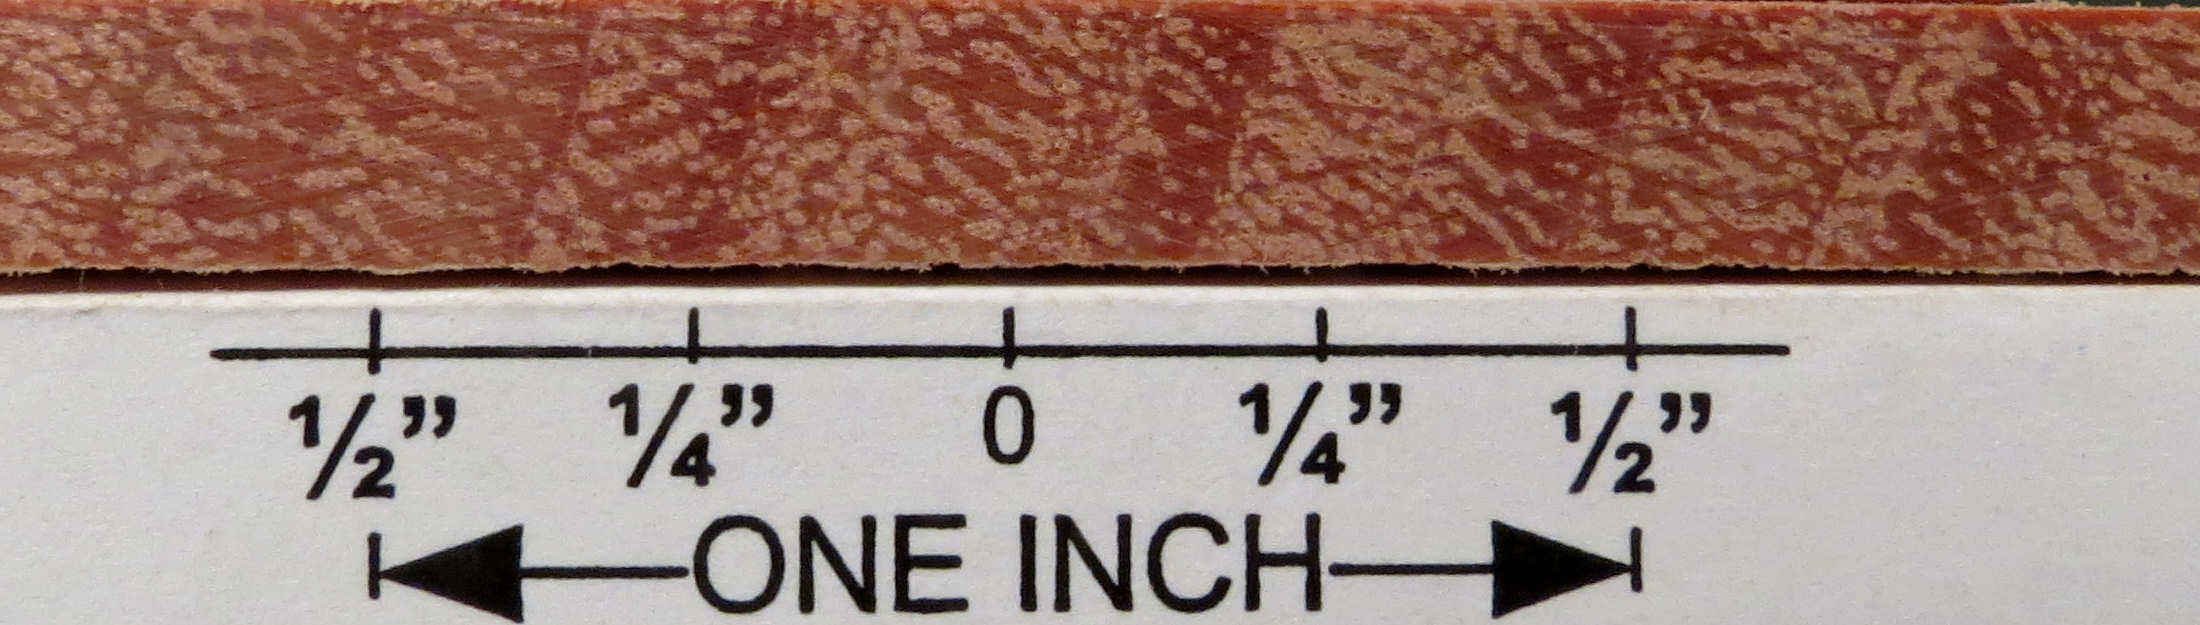 ½” ¼” 0 ¼” ½”
ONE INCH